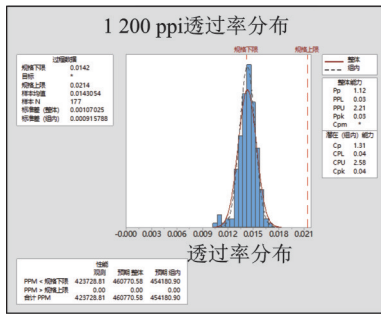 1 200 ppi透过率分布
过程数据
规格下限 0.0142
目标 *
规格上限 0.0214
样本均值 0.0143054
样本 N 177
标准差 (整体) 0.00107025
标准差 (组内) 0.000915788
规格下限 规格上限
整体
组内
整体能力
Pp 1.12
PPL 0.03
PPU 2.21
Ppk 0.03
Cpm *
潜在 (组内) 能力
Cp 1.31
CPL 0.04
CPU 2.58
Cpk 0.04
-0.000 0.003 0.006 0.009 0.012 0.015 0.018 0.021
透过率分布
性能
观测 预期 整体 预期 组内
PPM < 规格下限 423728.81 460770.58 454180.90
PPM > 规格上限 0.00 0.00 0.00
合计 PPM 423728.81 460770.58 454180.90